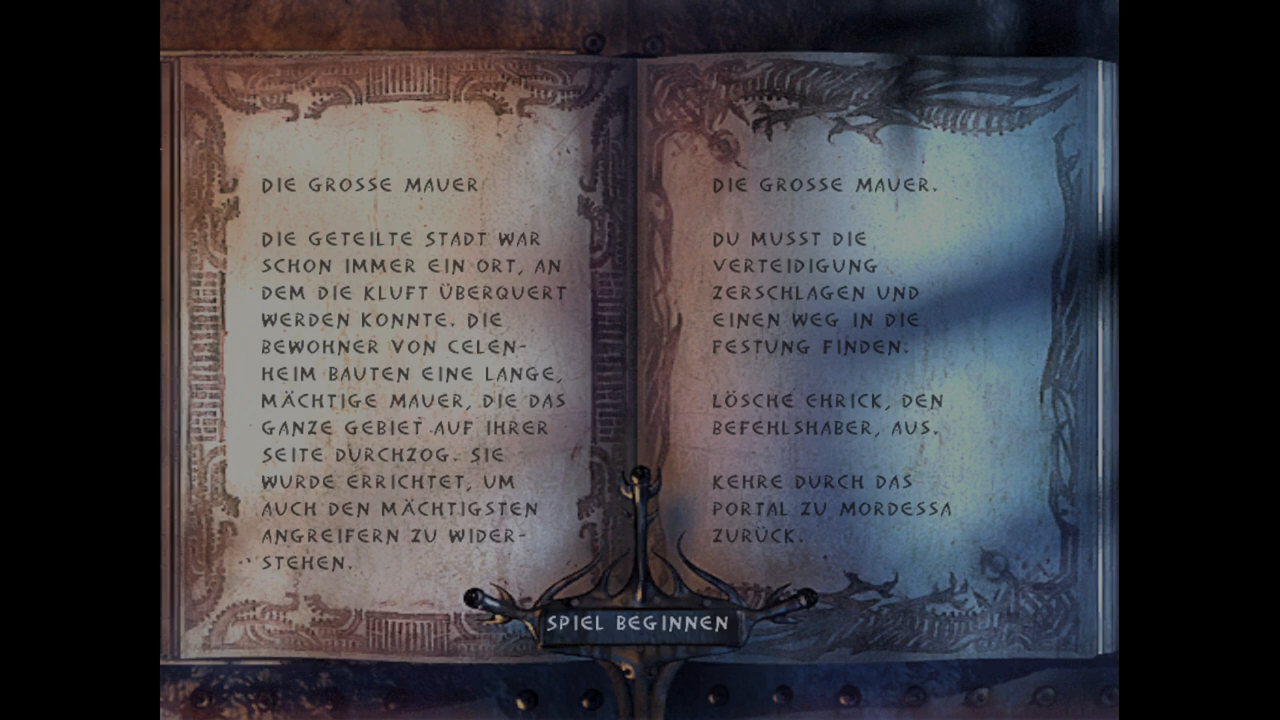 DIE GROSSE MAUER
DIE GETEILTE STADT WAR
SCHON IMMER EIN ORT, AN
DEM DIE KLUFT ÜBERQUERT
WERDEN KONNTE. DIE
BEWOHNER VON CELEN-
HEIM BAUTEN EINE LANGE,
MÄCHTIGE MAUER, DIE DAS
GANZE GEBIET AUF IHRER
SEITE DURCHZOG. SIE
WURDE ERRICHTET, UM
AUCH DEN MÄCHTIGSTEN
ANGREIFERN ZU WIDER-
STEHEN.
DIE GROSSE MAUER.
DU MUSST DIE
VERTEIDIGUNG
ZERSCHLAGEN UND
EINEN WEG IN DIE
FESTUNG FINDEN.
LÖSCHE EHRICK, DEN
BEFEHLSHABER, AUS.
KEHRE DURCH DAS
PORTAL ZU MORDESSA
ZURÜCK.
SPIEL BEGINNEN